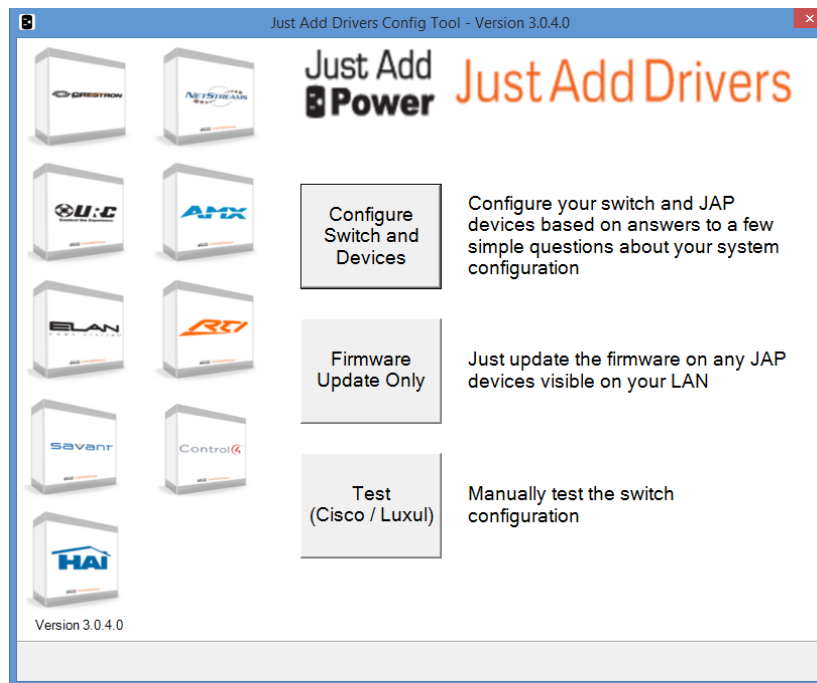 Just Add Drivers Config Tool - Version 3.0.4.0
CRESTRON
NETSTREAMS
Just Add
Power
Just Add Drivers
URC
AMX
Configure
Switch and
Devices
Configure your switch and JAP
devices based on answers to a few
simple questions about your system
configuration
ELAN
RTI
Firmware
Update Only
Just update the firmware on any JAP
devices visible on your LAN
SAVANT
Control4
Test
(Cisco / Luxul)
Manually test the switch
configuration
HAI
Version 3.0.4.0